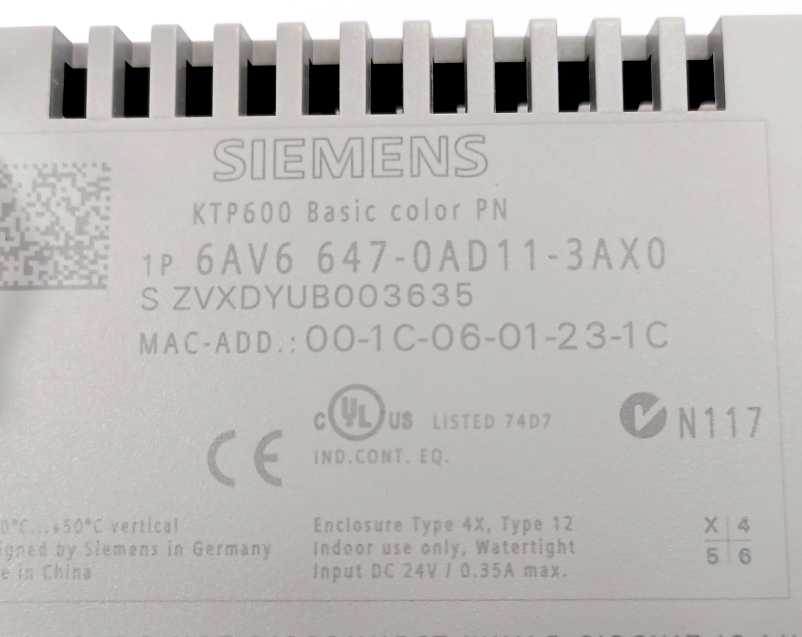 SIEMENS
KTP600 Basic color PN
1P 6AV6 647-0AD11-3AX0
S ZVXDYUB003635
MAC-ADD.: 00-1C-06-01-23-1C
c UL US LISTED 74D7
IND.CONT. EQ.
CE
N117
0°C...+50°C vertical
Siemens in Germany
in China
Enclosure Type 4X, Type 12
Indoor use only, Watertight
Input DC 24V / 0.35A max.
X 4
5 6